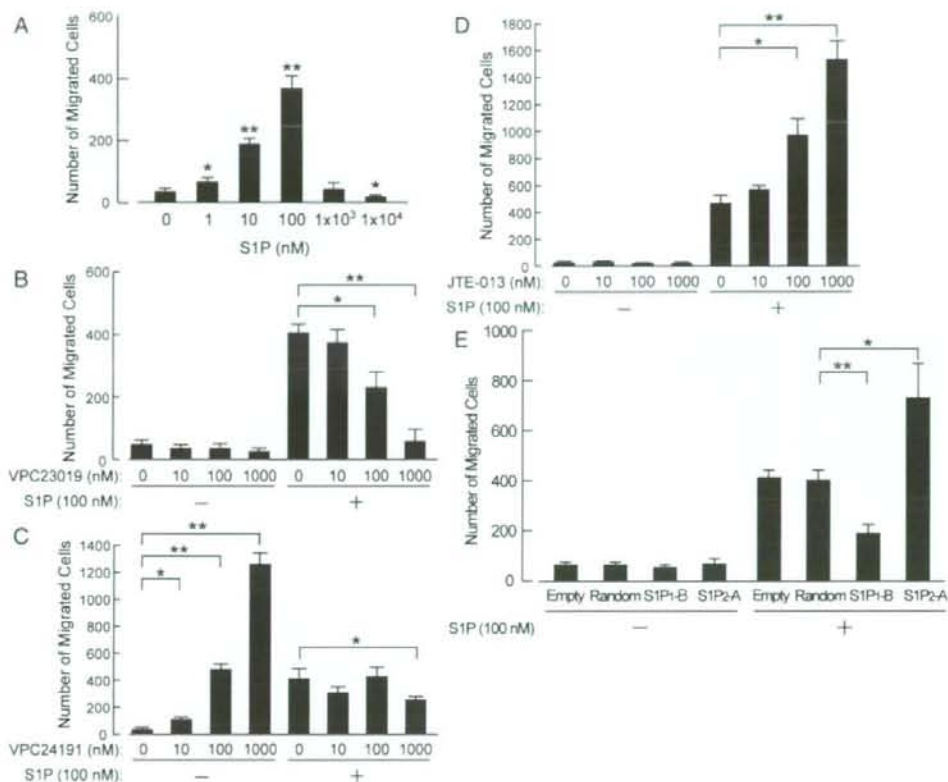 A
Number of Migrated Cells
600
400
200
0
*
**
**
*
0 1 10 100 1x10³ 1x10⁴
S1P (nM)
B
Number of Migrated Cells
600
400
200
0
**
*
VPC23019 (nM): 0 10 100 1000 0 10 100 1000
S1P (100 nM): − +
C
Number of Migrated Cells
1400
1200
1000
800
600
400
200
0
**
**
*
*
VPC24191 (nM): 0 10 100 1000 0 10 100 1000
S1P (100 nM): − +
D
Number of Migrated Cells
1800
1600
1400
1200
1000
800
600
400
200
0
**
*
JTE-013 (nM): 0 10 100 1000 0 10 100 1000
S1P (100 nM): − +
E
Number of Migrated Cells
1000
800
600
400
200
0
*
**
Empty Random S1P1-B S1P2-A Empty Random S1P1-B S1P2-A
S1P (100 nM) − +